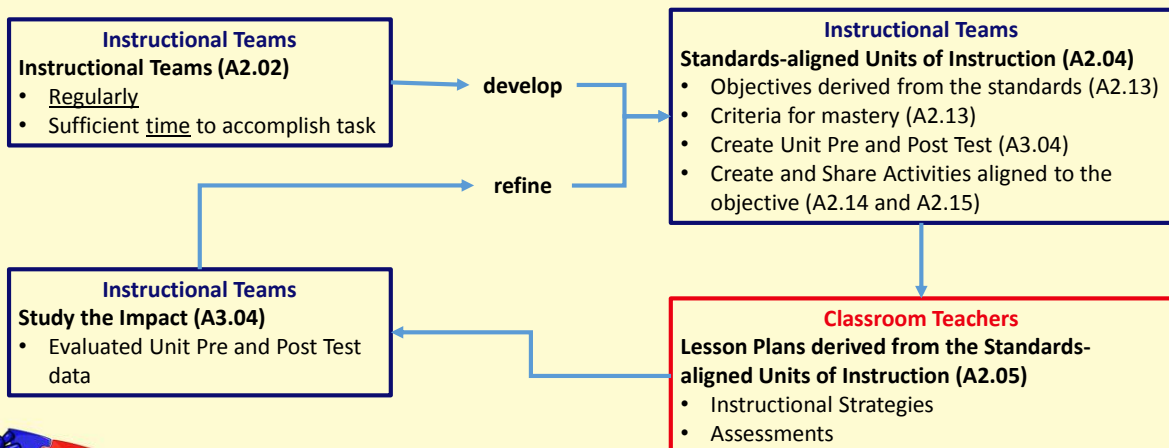 Instructional Teams
Instructional Teams (A2.02)
• Regularly
• Sufficient time to accomplish task
develop
refine
Instructional Teams
Standards-aligned Units of Instruction (A2.04)
• Objectives derived from the standards (A2.13)
• Criteria for mastery (A2.13)
• Create Unit Pre and Post Test (A3.04)
• Create and Share Activities aligned to the
objective (A2.14 and A2.15)
Instructional Teams
Study the Impact (A3.04)
• Evaluated Unit Pre and Post Test
data
Classroom Teachers
Lesson Plans derived from the Standards-
aligned Units of Instruction (A2.05)
• Instructional Strategies
• Assessments